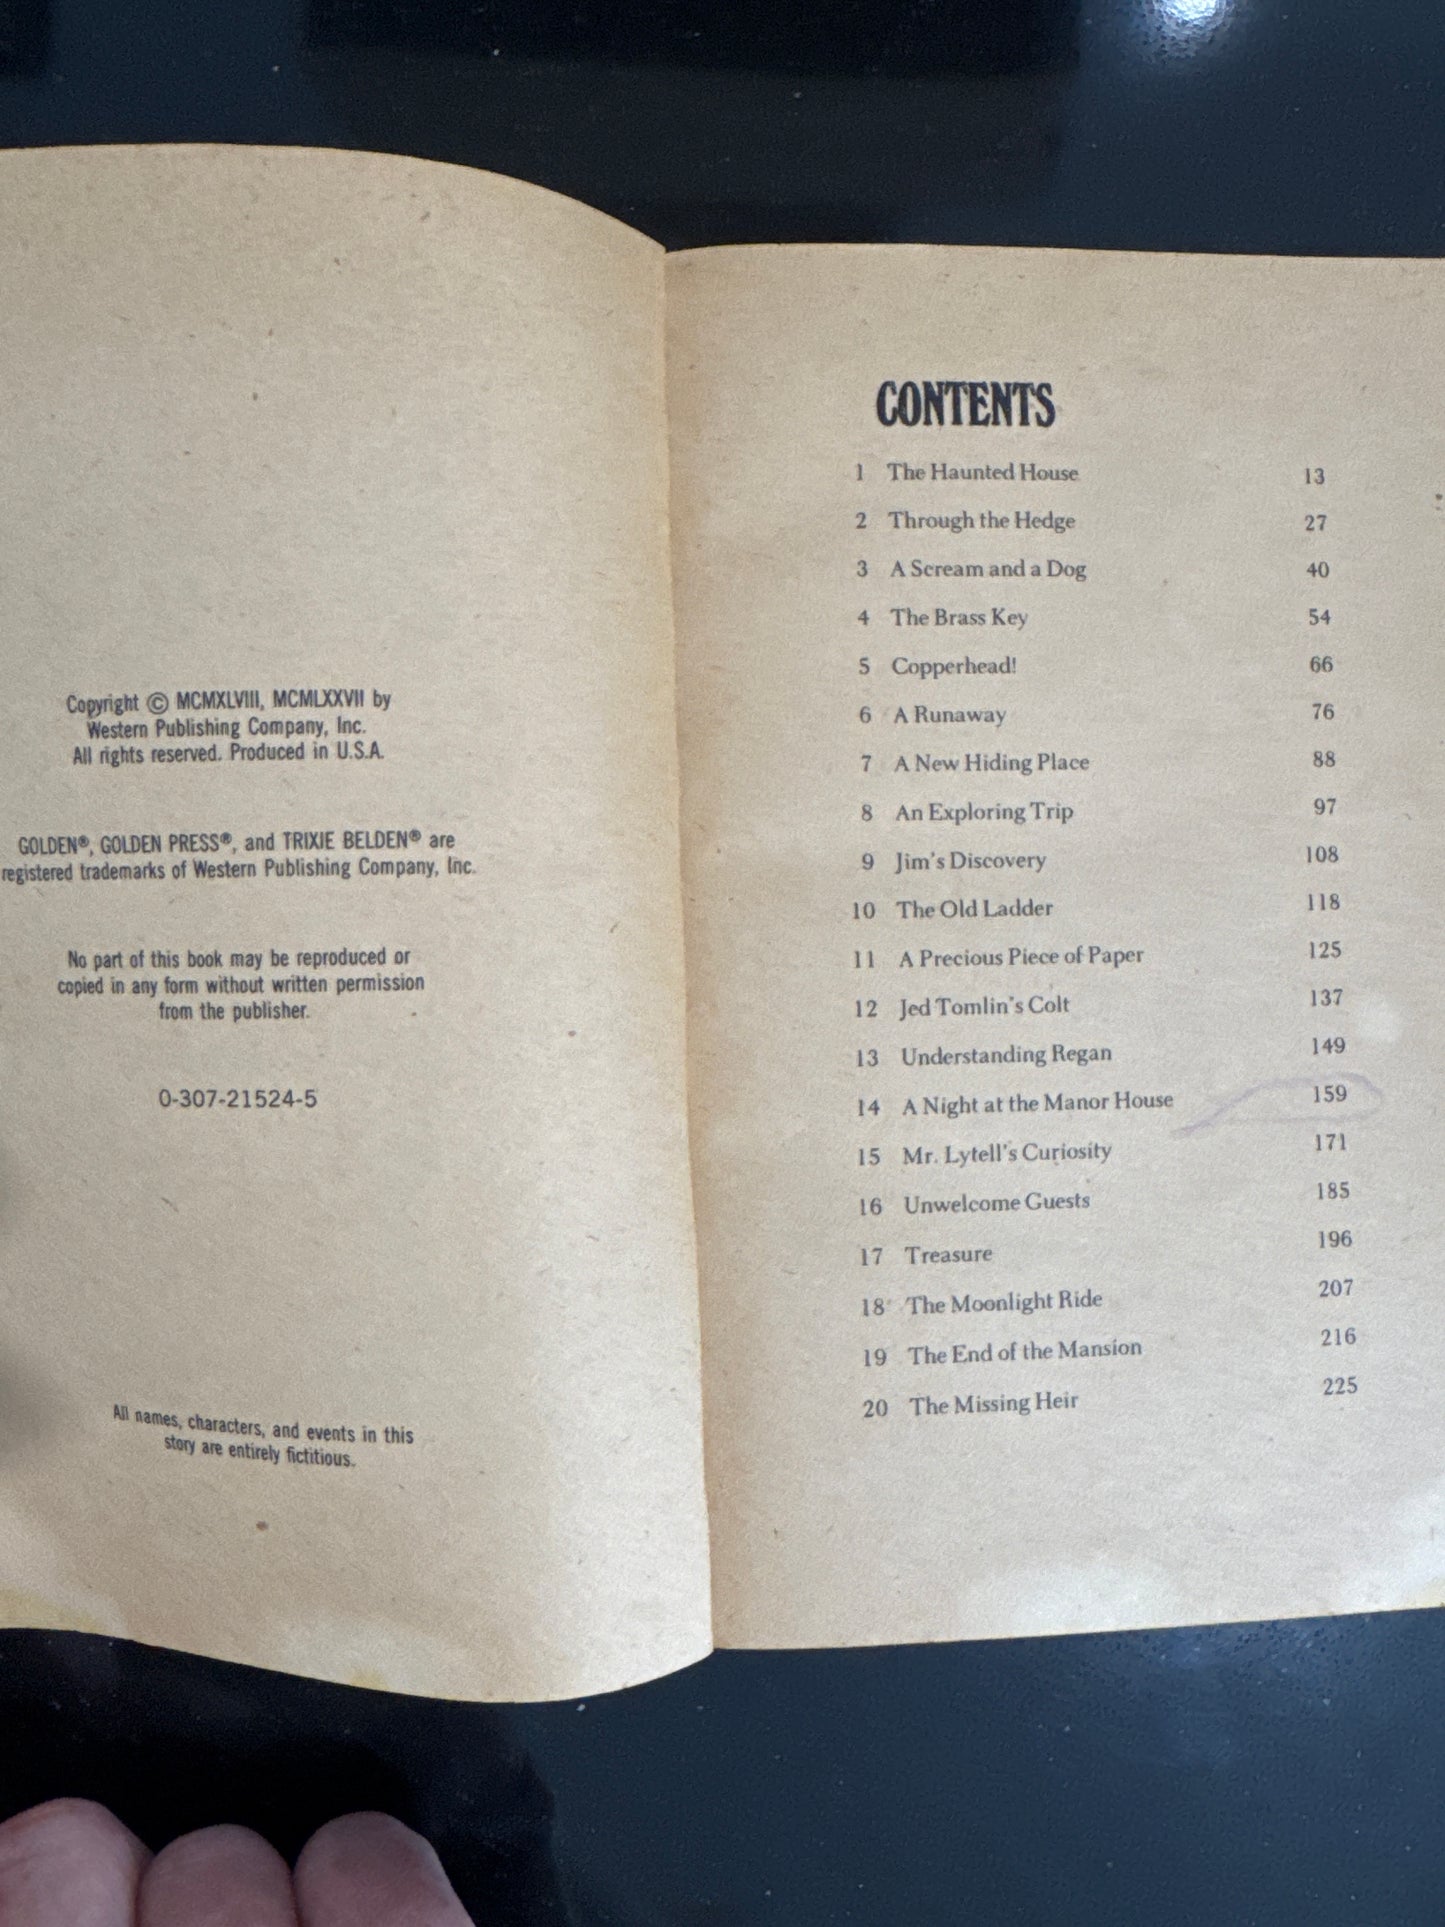 Copyright © MCMXLVIII, MCMLXXVII by
Western Publishing Company, Inc.
All rights reserved. Produced in U.S.A.
GOLDEN®, GOLDEN PRESS®, and TRIXIE BELDEN® are
registered trademarks of Western Publishing Company, Inc.
No part of this book may be reproduced or
copied in any form without written permission
from the publisher.
0-307-21524-5
All names, characters, and events in this
story are entirely fictitious.
CONTENTS
1 The Haunted House 13
2 Through the Hedge 27
3 A Scream and a Dog 40
4 The Brass Key 54
5 Copperhead! 66
6 A Runaway 76
7 A New Hiding Place 88
8 An Exploring Trip 97
9 Jim's Discovery 108
10 The Old Ladder 118
11 A Precious Piece of Paper 125
12 Jed Tomlin's Colt 137
13 Understanding Regan 149
14 A Night at the Manor House 159
15 Mr. Lytell's Curiosity 171
16 Unwelcome Guests 185
17 Treasure 196
18 The Moonlight Ride 207
19 The End of the Mansion 216
20 The Missing Heir 225